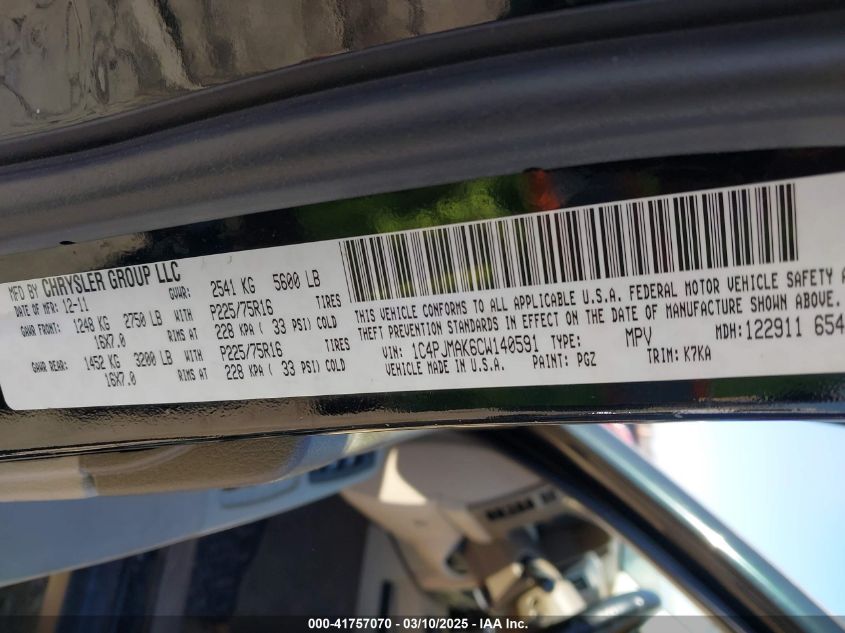 MFD BY CHRYSLER GROUP LLC
DATE OF MFR: 12-11 GVWR: 2541 KG 5600 LB
GAWR FRONT: 1248 KG 2750 LB WITH P225/75R16 TIRES
16X7.0 RIMS AT 228 KPA ( 33 PSI) COLD
GAWR REAR: 1452 KG 3200 LB WITH P225/75R16 TIRES
16X7.0 RIMS AT 228 KPA ( 33 PSI) COLD
THIS VEHICLE CONFORMS TO ALL APPLICABLE U.S.A. FEDERAL MOTOR VEHICLE SAFETY
THEFT PREVENTION STANDARDS IN EFFECT ON THE DATE OF MANUFACTURE SHOWN ABOVE.
VIN: 1C4PJMAK6CW140591 TYPE: MPV MDH: 122911 654
VEHICLE MADE IN U.S.A. PAINT: PGZ TRIM: K7KA
000-41757070 - 03/10/2025 - IAA Inc.